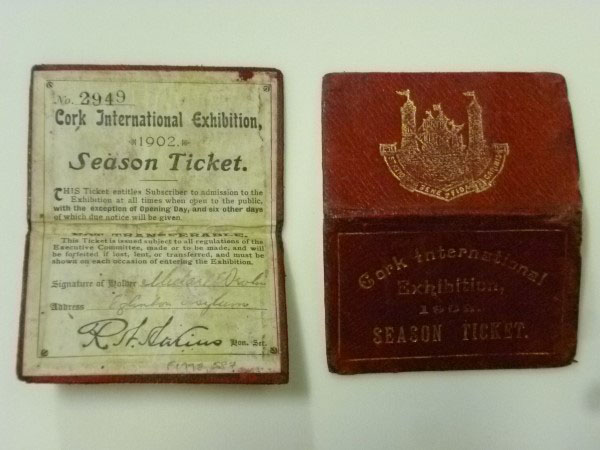 No. 2949
Cork International Exhibition,
1902.
Season Ticket.
THIS Ticket entitles Subscriber to admission to the
Exhibition at all times when open to the public,
with the exception of Opening Day, and six other days
of which due notice will be given.
This Ticket is issued subject to all regulations of the
Executive Committee, made or to be made, and will
be forfeited if lost, lent, or transferred, and must be
shown on each occasion of entering the Exhibition.
Signature of Holder
Address
Hon. Sec.
Cork International
Exhibition,
1902.
SEASON TICKET.